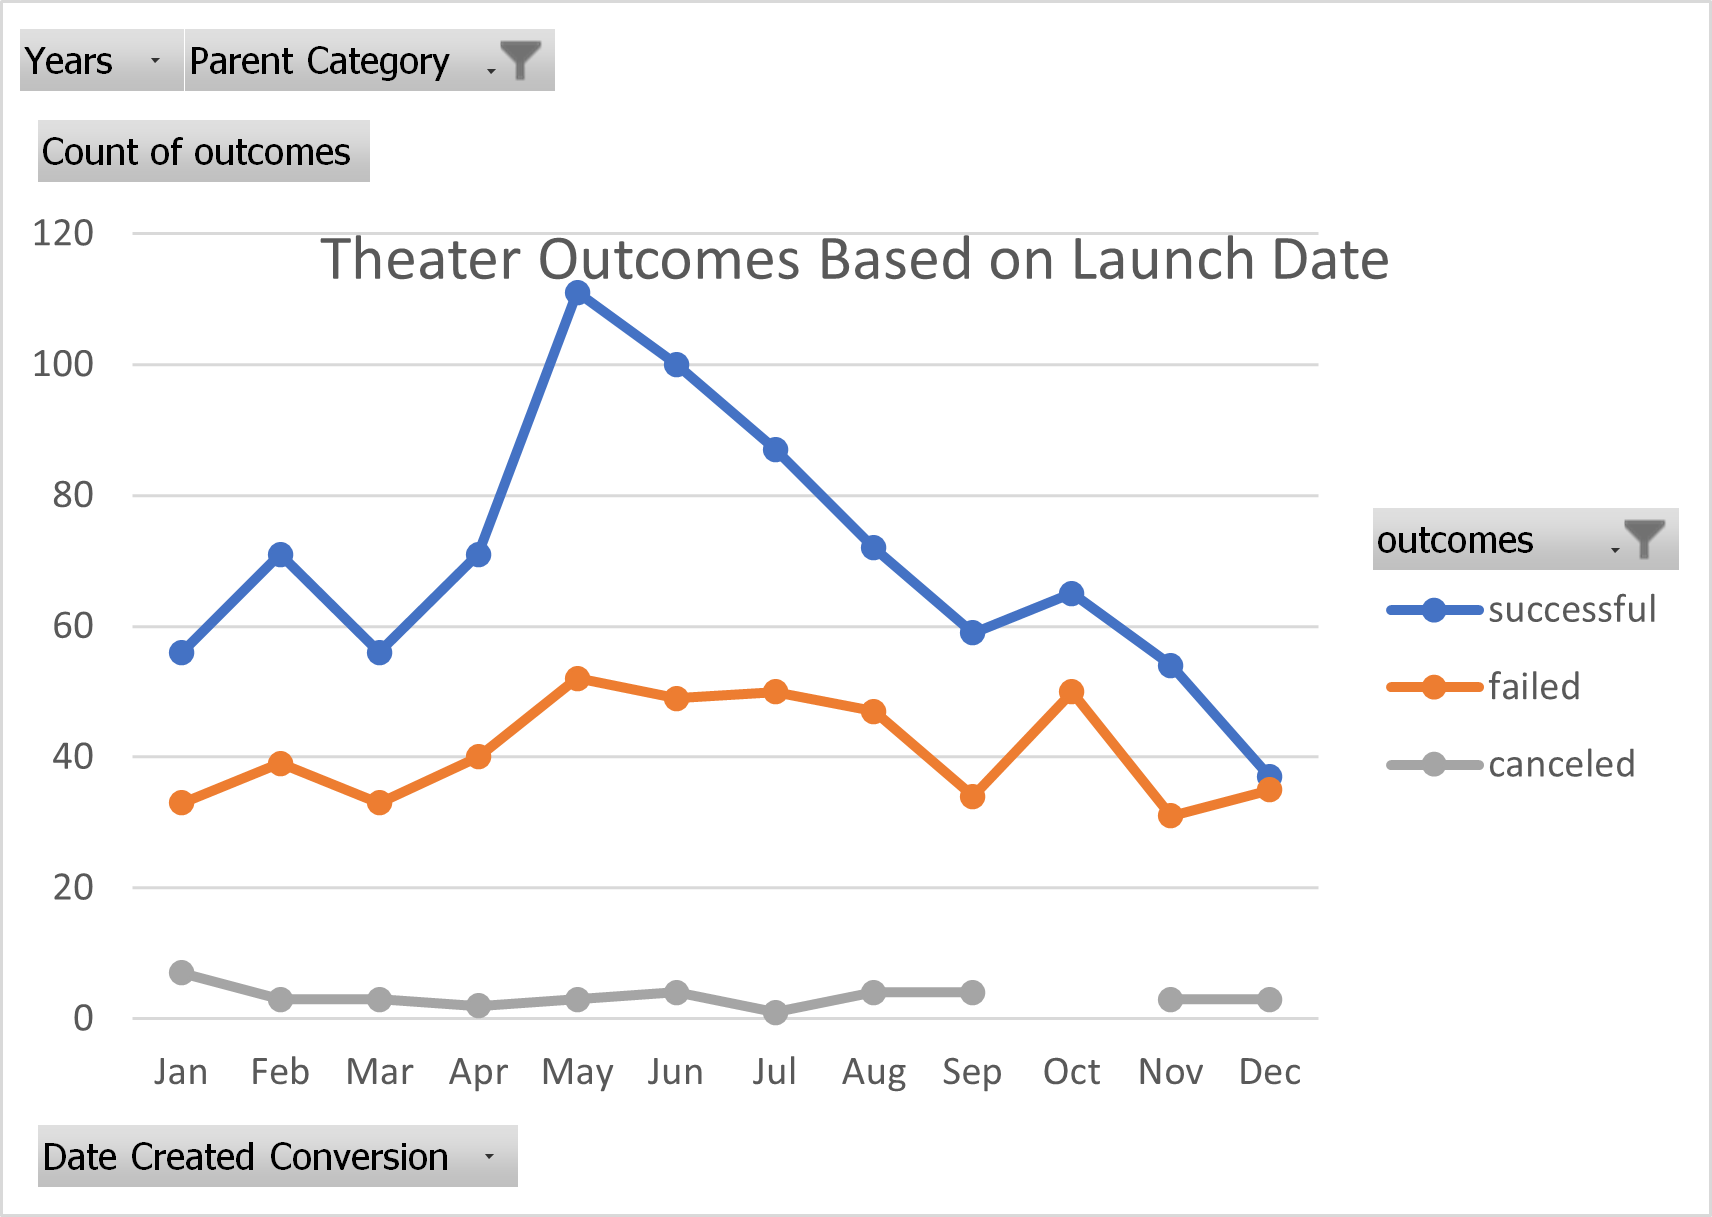 Years Parent Category
Count of outcomes
Theater Outcomes Based on Launch Date
120
100
80
60
40
20
0
Jan Feb Mar Apr May Jun Jul Aug Sep Oct Nov Dec
outcomes
successful
failed
canceled
Date Created Conversion